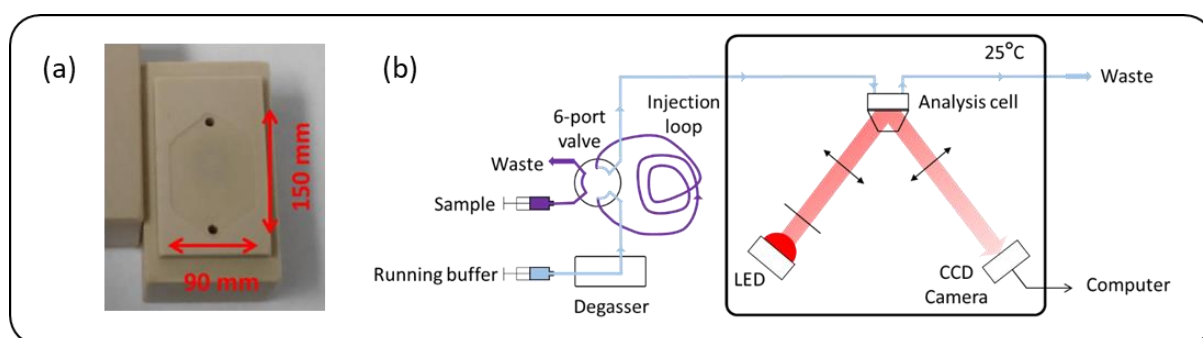 (a)
150 mm
90 mm
(b)
6-port
valve
Injection
loop
Waste
Sample
Running buffer
Degasser
25°C
Analysis cell
Waste
LED
CCD
Camera
Computer